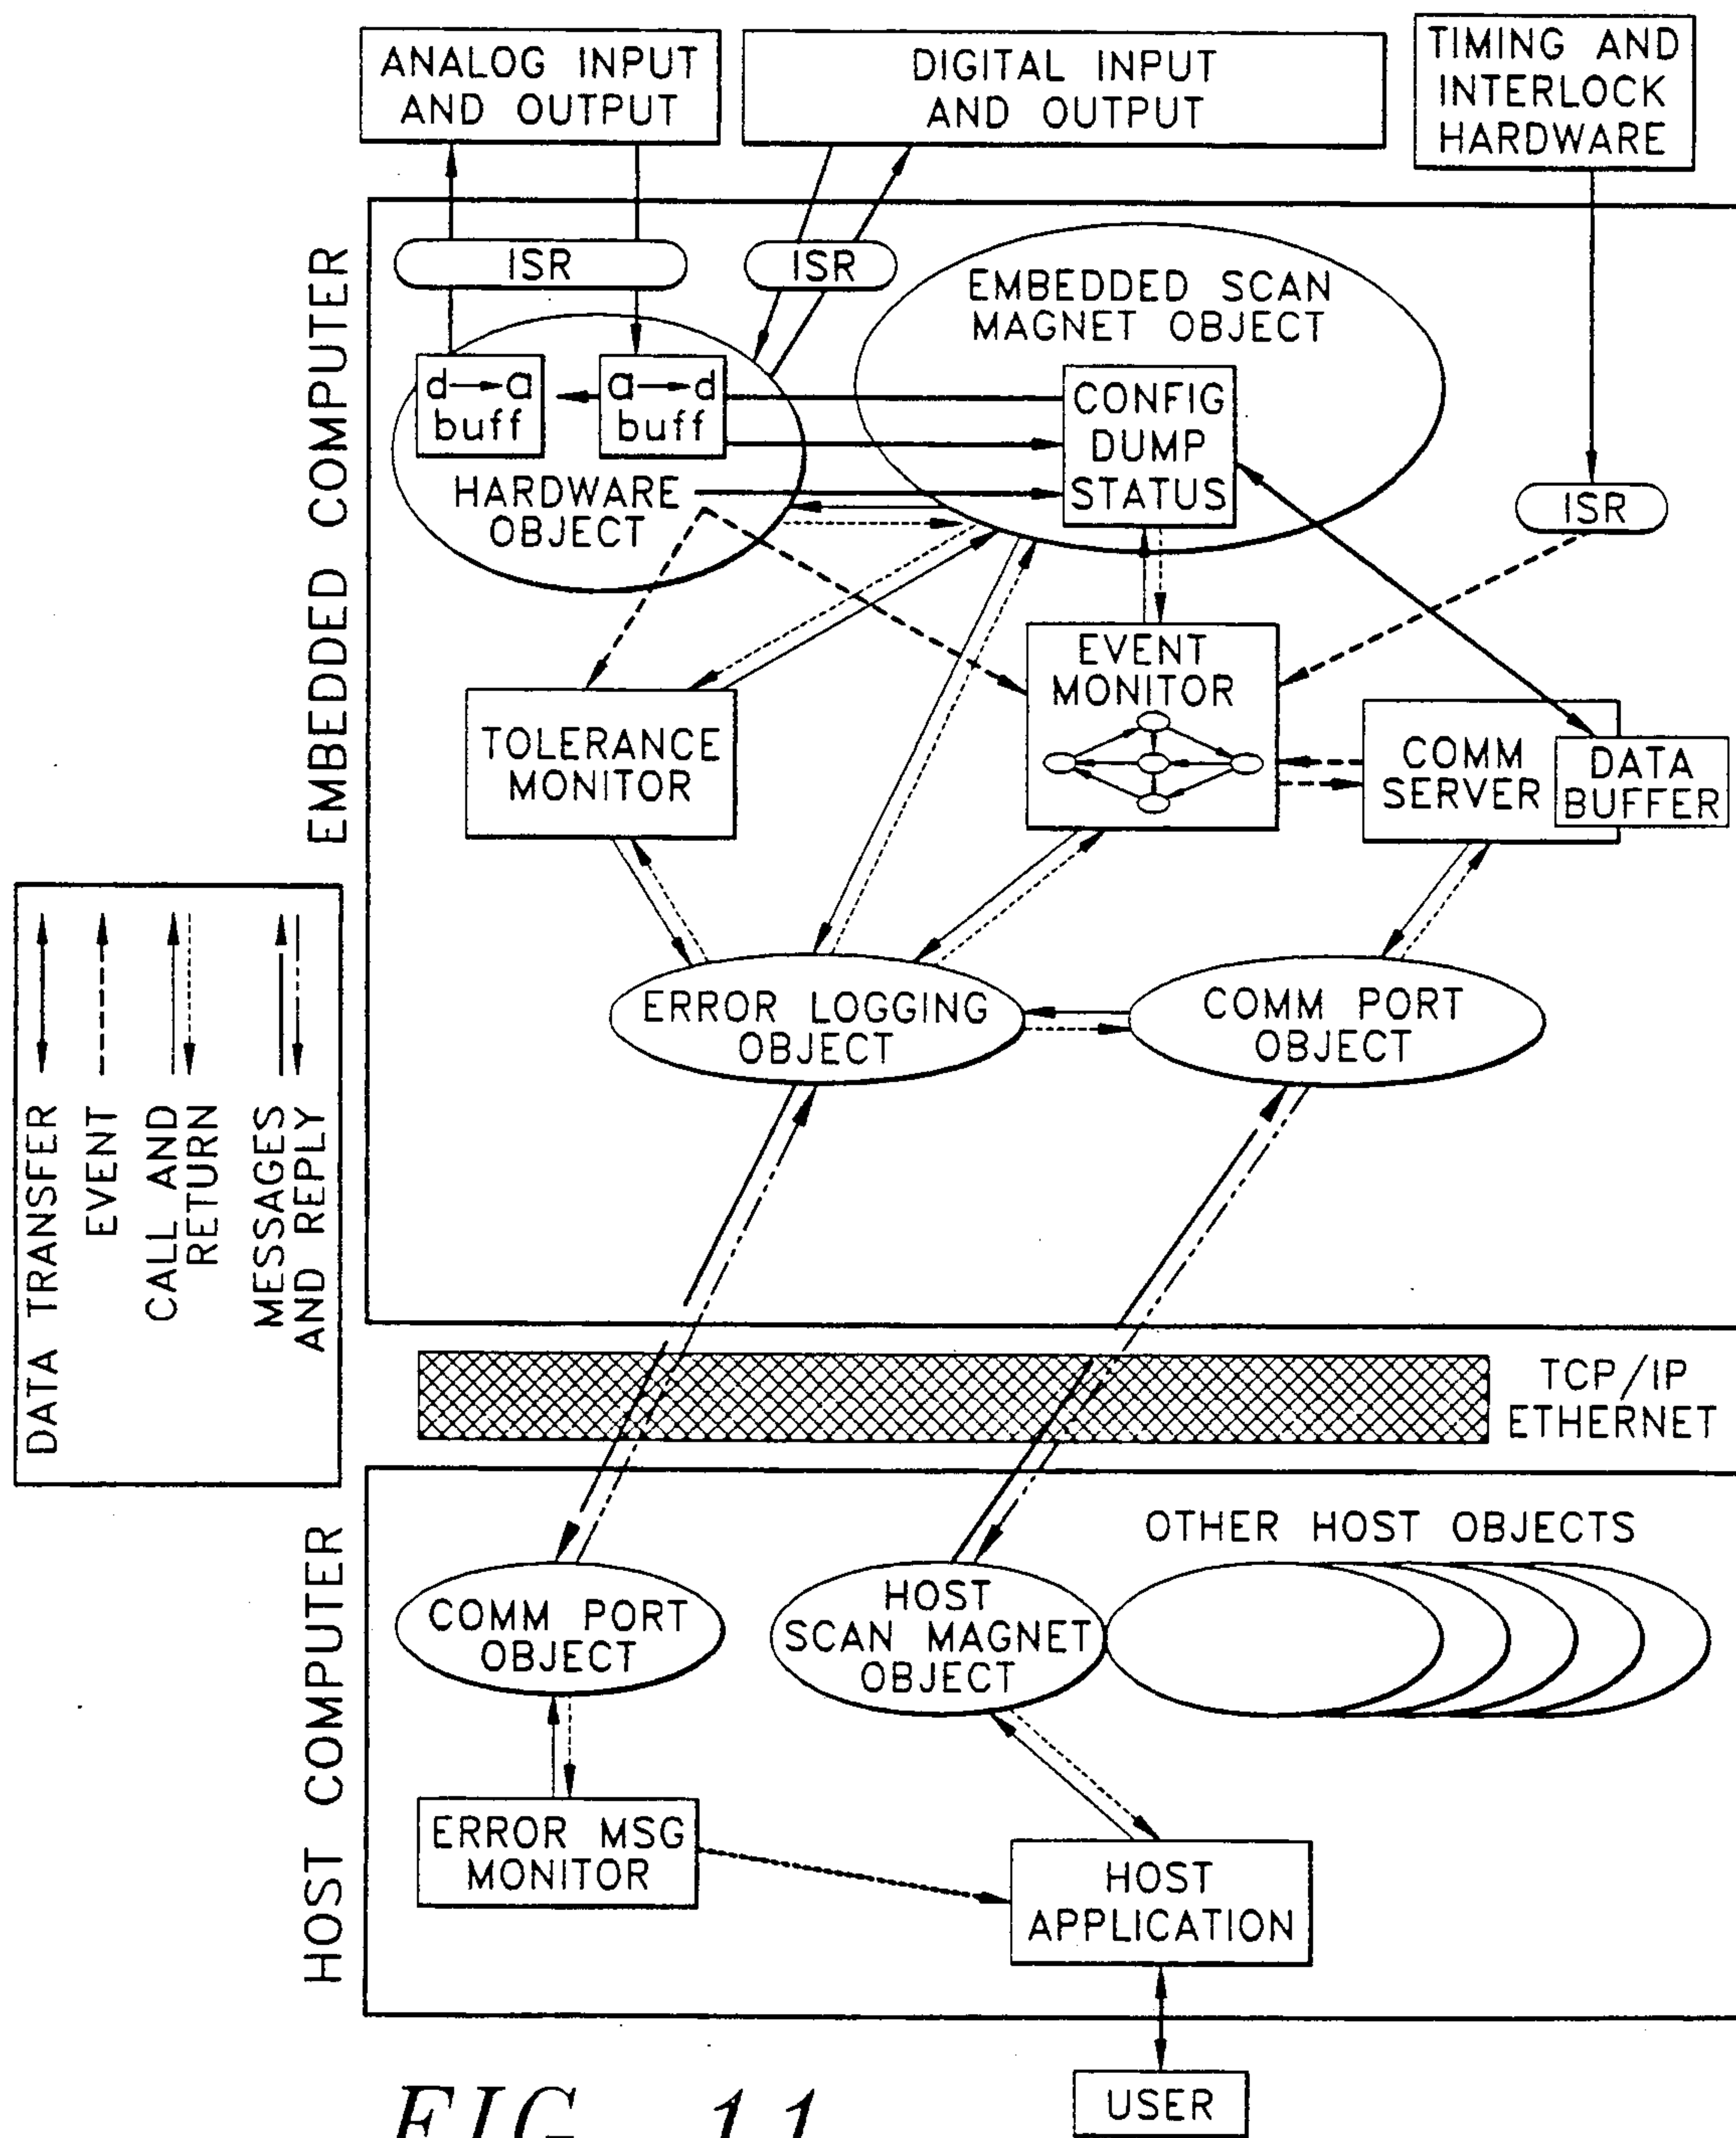 ANALOG INPUT
AND OUTPUT
DIGITAL INPUT
AND OUTPUT
TIMING AND
INTERLOCK
HARDWARE
EMBEDDED COMPUTER
ISR
ISR
EMBEDDED SCAN
MAGNET OBJECT
d→a
buff
a→d
buff
CONFIG
DUMP
STATUS
HARDWARE
OBJECT
ISR
TOLERANCE
MONITOR
EVENT
MONITOR
COMM
SERVER
DATA
BUFFER
ERROR LOGGING
OBJECT
COMM PORT
OBJECT
DATA TRANSFER
EVENT
CALL AND
RETURN
MESSAGES
AND REPLY
TCP/IP
ETHERNET
HOST COMPUTER
OTHER HOST OBJECTS
COMM PORT
OBJECT
HOST
SCAN MAGNET
OBJECT
ERROR MSG
MONITOR
HOST
APPLICATION
USER
FIG. 11